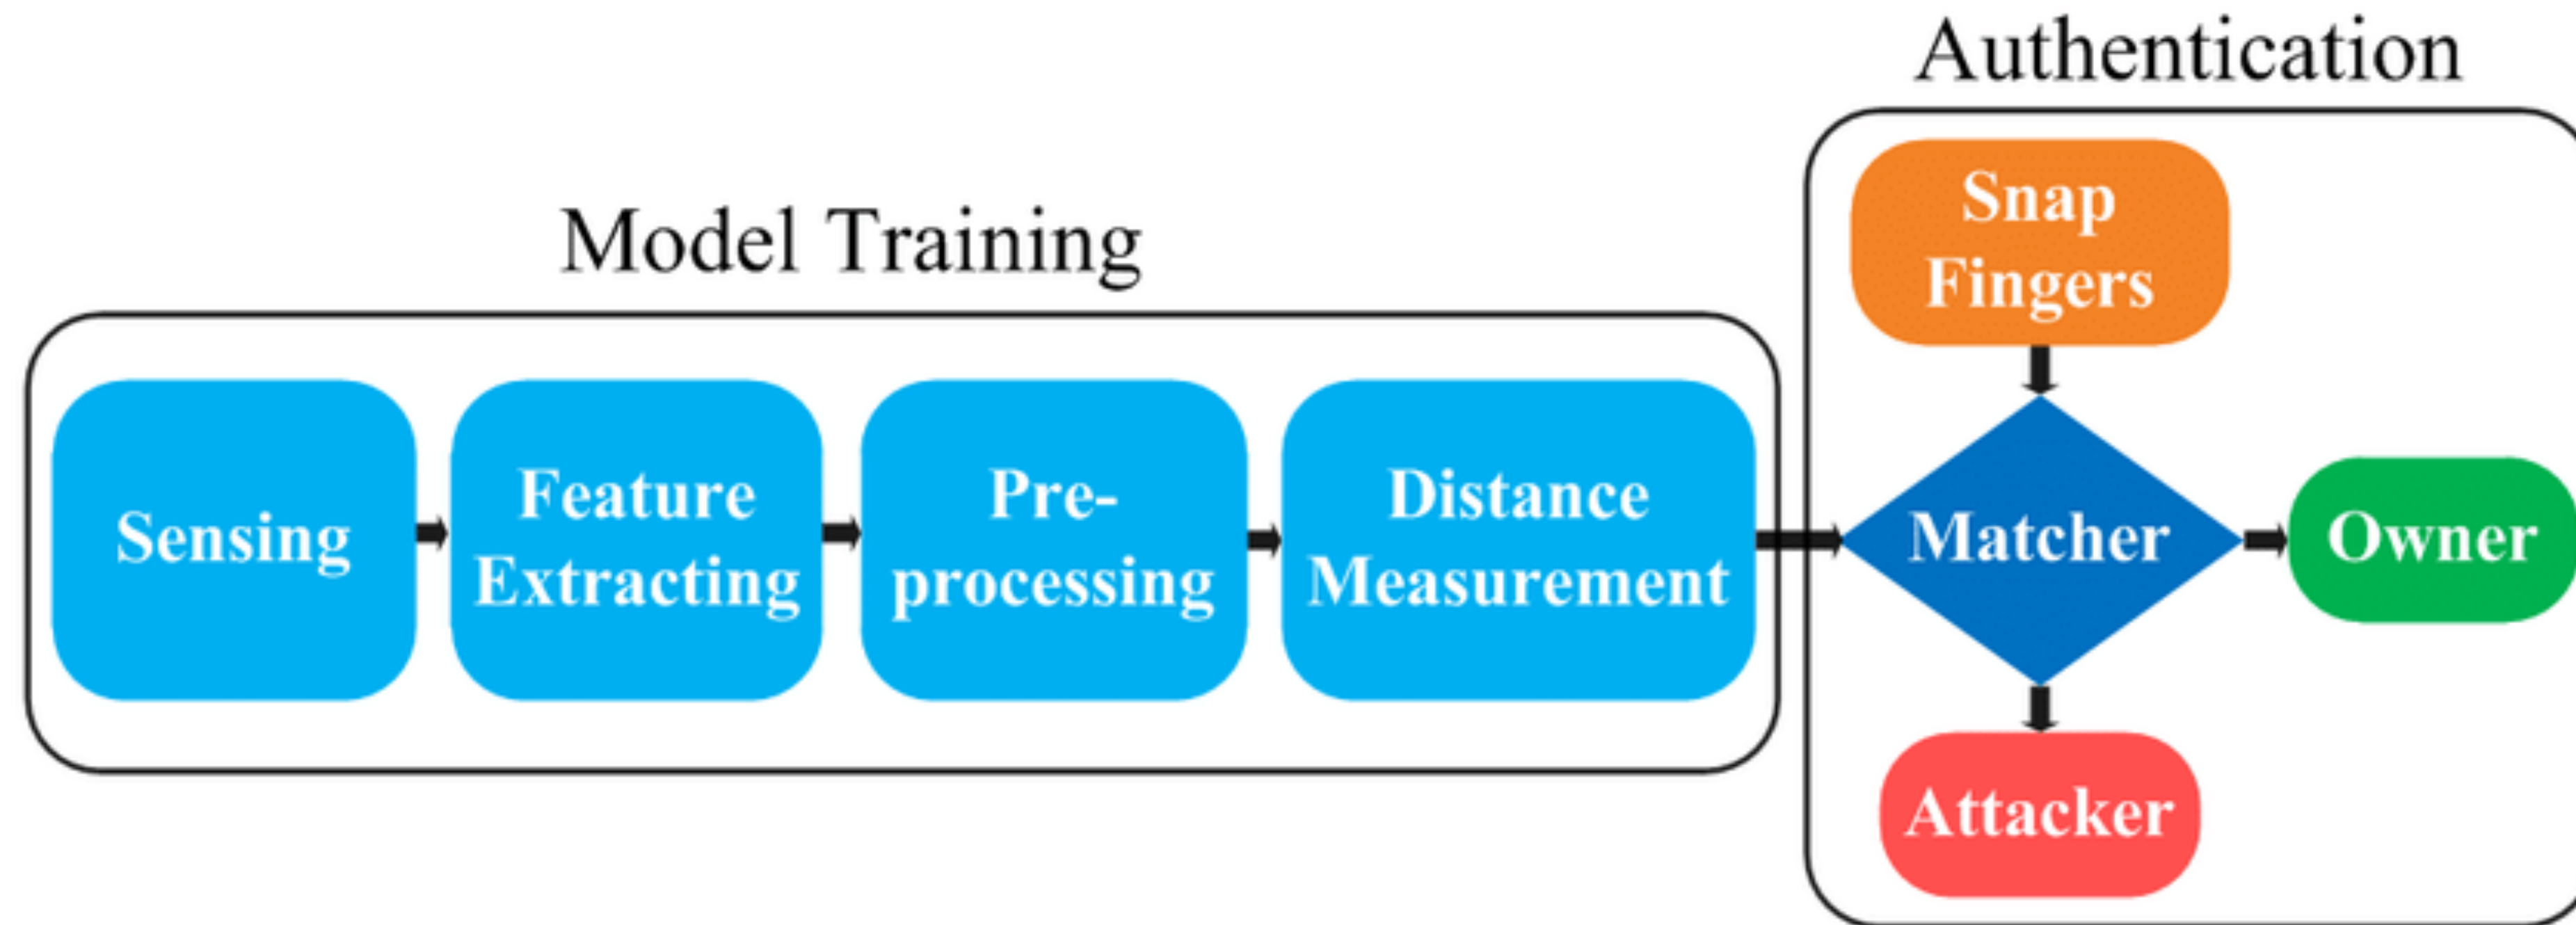 Authentication
Model Training
Sensing
Feature
Extracting
Pre-
processing
Distance
Measurement
Snap
Fingers
Matcher
Owner
Attacker